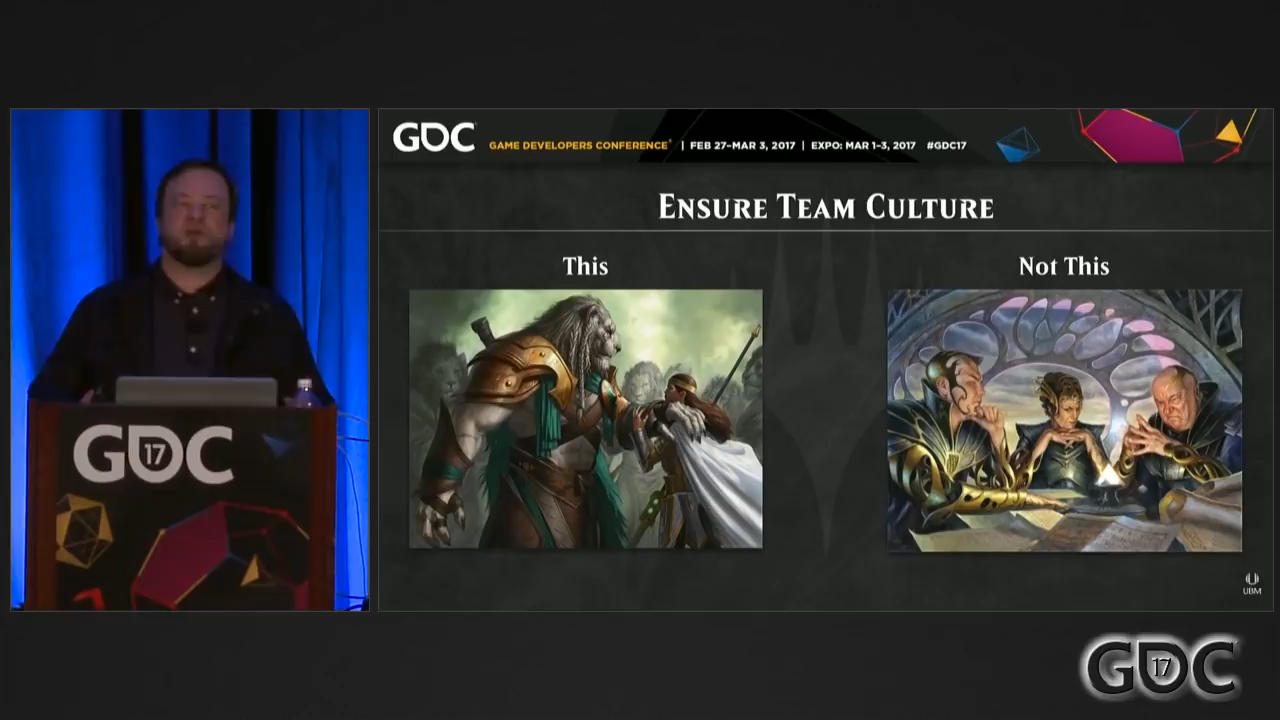 GDC
GAME DEVELOPERS CONFERENCE® | FEB 27–MAR 3, 2017 | EXPO: MAR 1–3, 2017 #GDC17
ENSURE TEAM CULTURE
This
Not This
GDC
17
UBM
GDC
17